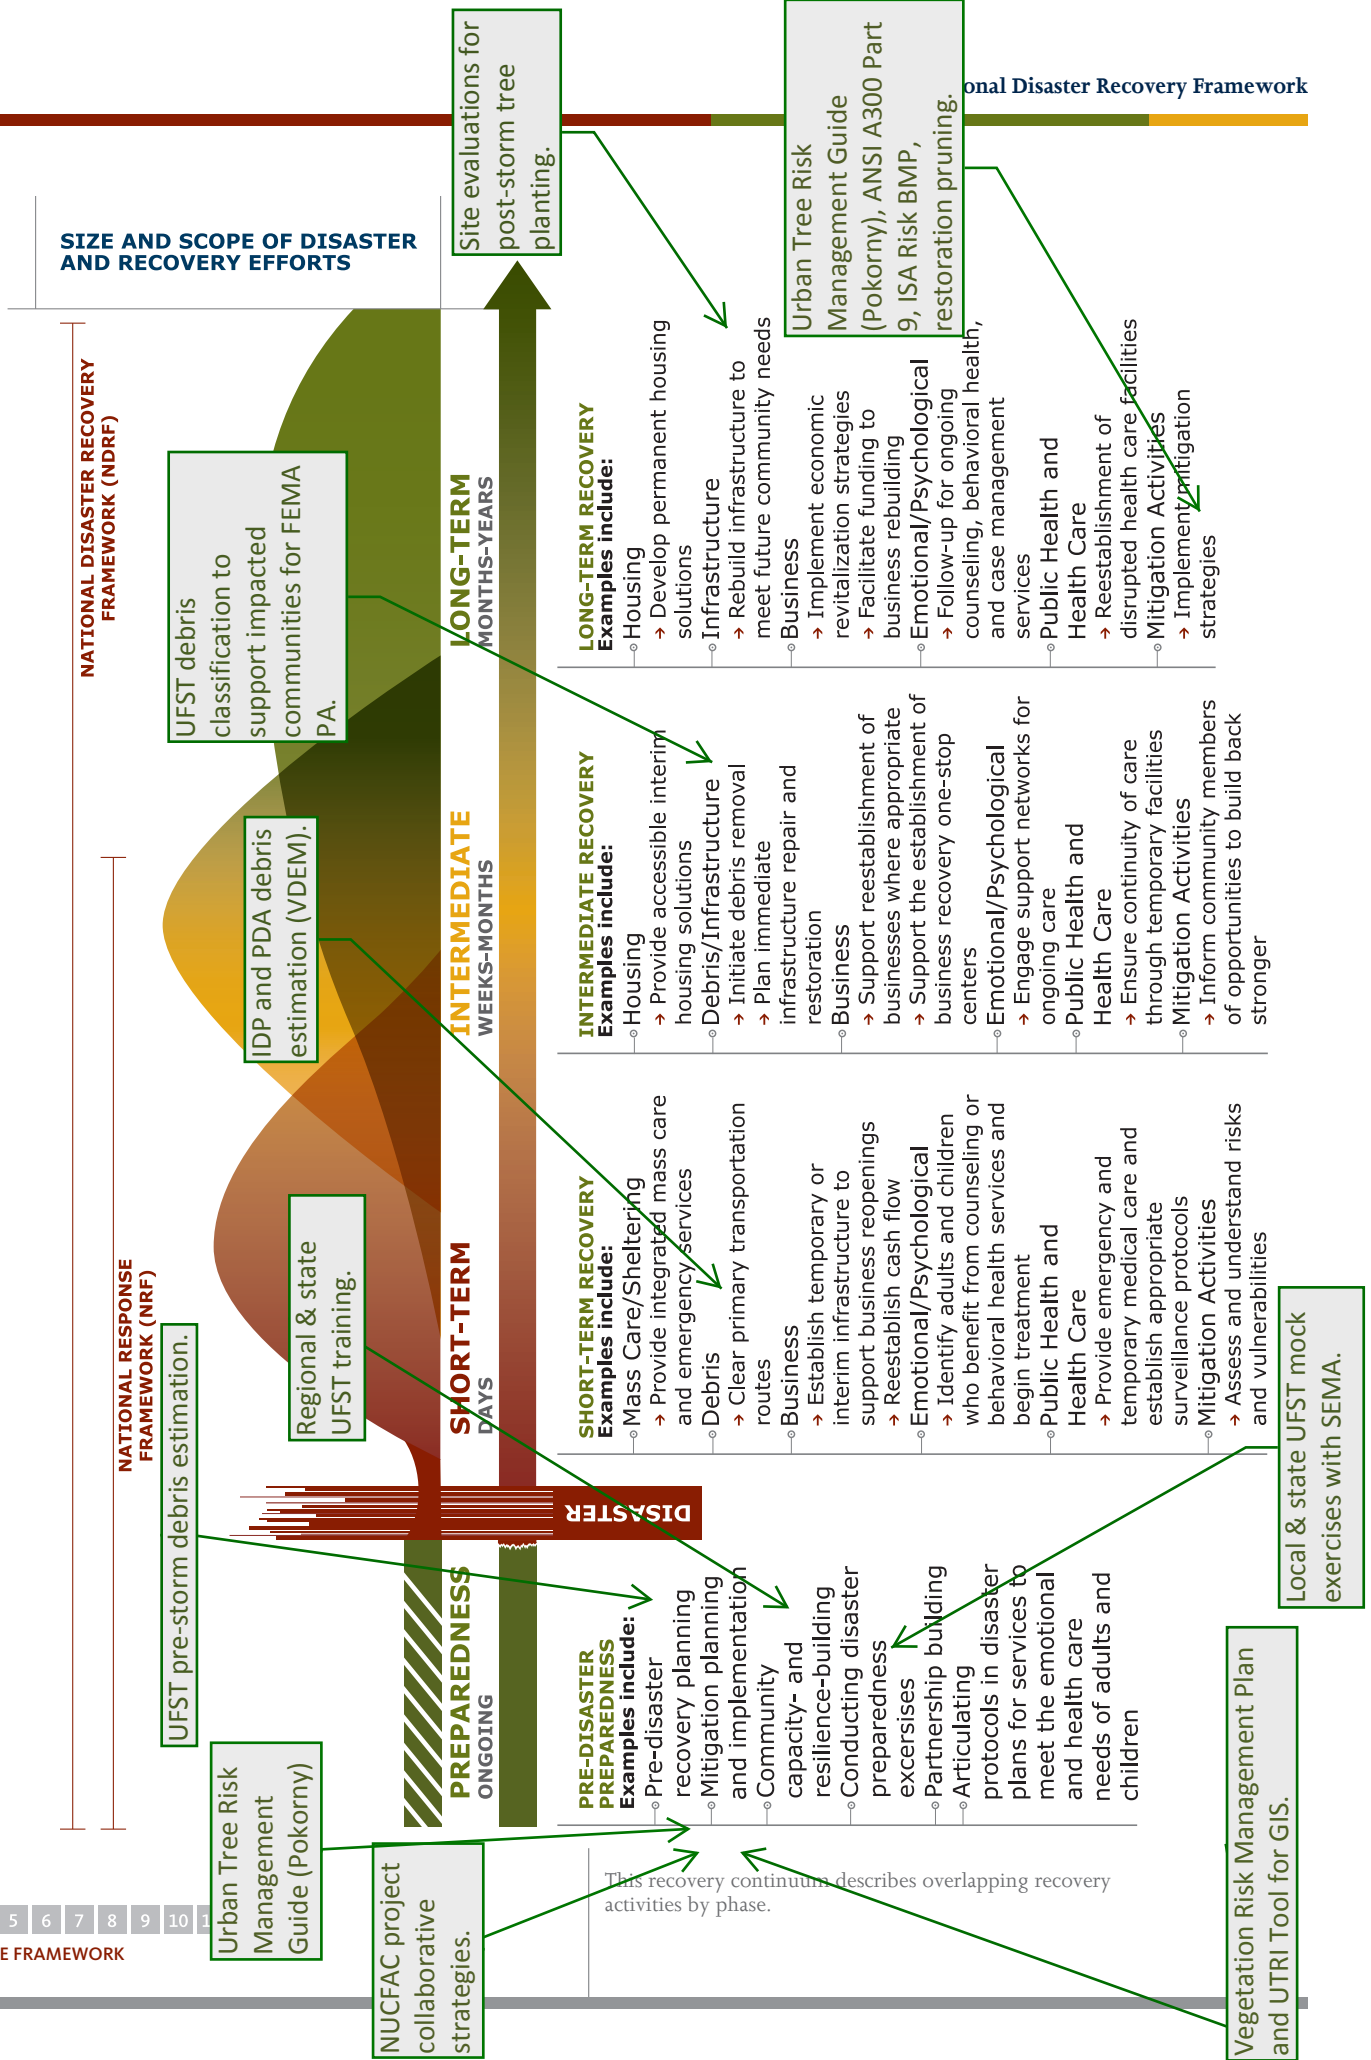 onal Disaster Recovery Framework
SIZE AND SCOPE OF DISASTER
AND RECOVERY EFFORTS
NATIONAL RESPONSE
FRAMEWORK (NRF)
NATIONAL DISASTER RECOVERY
FRAMEWORK (NDRF)
Urban Tree Risk
Management
Guide (Pokorny)
UFST pre-storm debris estimation.
Regional & state
UFST training.
IDP and PDA debris
estimation (VDEM).
UFST debris
classification to
support impacted
communities for FEMA
PA.
NUCFAC project
collaborative
strategies.
Site evaluations for
post-storm tree
planting.
Urban Tree Risk
Management Guide
(Pokorny), ANSI A300 Part
9, ISA Risk BMP,
restoration pruning.
PREPAREDNESS
ONGOING
SHORT-TERM
DAYS
INTERMEDIATE
WEEKS-MONTHS
LONG-TERM
MONTHS-YEARS
DISASTER
PRE-DISASTER
PREPAREDNESS
Examples include:
Pre-disaster
recovery planning
Mitigation planning
and implementation
Community
capacity- and
resilience-building
Conducting disaster
preparedness
excersises
Partnership building
Articulating
protocols in disaster
plans for services to
meet the emotional
and health care
needs of adults and
children
SHORT-TERM RECOVERY
Examples include:
Mass Care/Sheltering
→ Provide integrated mass care
and emergency services
Debris
→ Clear primary transportation
routes
Business
→ Establish temporary or
interim infrastructure to
support business reopenings
→ Reestablish cash flow
Emotional/Psychological
→ Identify adults and children
who benefit from counseling or
behavioral health services and
begin treatment
Public Health and
Health Care
→ Provide emergency and
temporary medical care and
establish appropriate
surveillance protocols
Mitigation Activities
→ Assess and understand risks
and vulnerabilities
INTERMEDIATE RECOVERY
Examples include:
Housing
→ Provide accessible interim
housing solutions
Debris/Infrastructure
→ Initiate debris removal
→ Plan immediate
infrastructure repair and
restoration
Business
→ Support reestablishment of
businesses where appropriate
→ Support the establishment of
business recovery one-stop
centers
Emotional/Psychological
→ Engage support networks for
ongoing care
Public Health and
Health Care
→ Ensure continuity of care
through temporary facilities
Mitigation Activities
→ Inform community members
of opportunities to build back
stronger
LONG-TERM RECOVERY
Examples include:
Housing
→ Develop permanent housing
solutions
Infrastructure
→ Rebuild infrastructure to
meet future community needs
Business
→ Implement economic
revitalization strategies
→ Facilitate funding to
business rebuilding
Emotional/Psychological
→ Follow-up for ongoing
counseling, behavioral health,
and case management
services
Public Health and
Health Care
→ Reestablishment of
disrupted health care facilities
Mitigation Activities
→ Implement mitigation
strategies
Vegetation Risk Management Plan
and UTRI Tool for GIS.
Local & state UFST mock
exercises with SEMA.
This recovery continuum describes overlapping recovery
activities by phase.
5 6 7 8 9 10 1
E FRAMEWORK